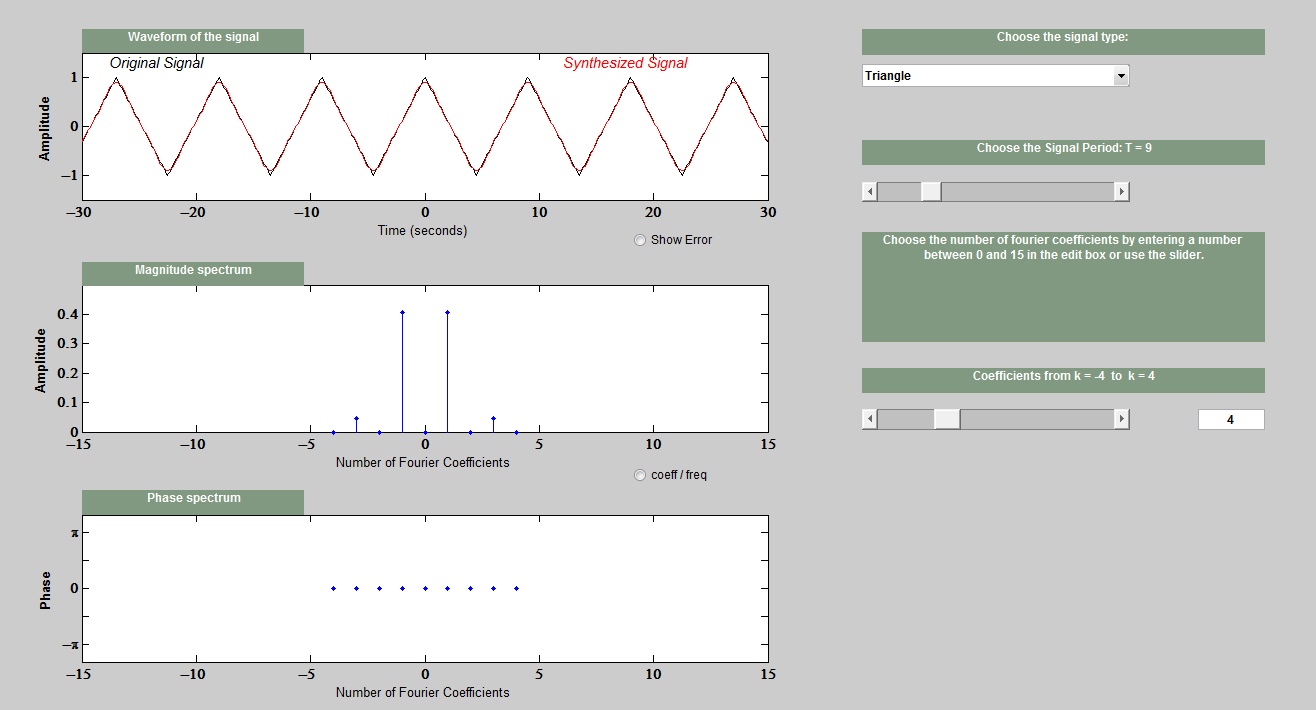 Waveform of the signal
Original Signal
Synthesized Signal
Amplitude
1
0
−1
−30 −20 −10 0 10 20 30
Time (seconds)
Show Error
Magnitude spectrum
Amplitude
0.4
0.3
0.2
0.1
0
−15 −10 −5 0 5 10 15
Number of Fourier Coefficients
coeff / freq
Phase spectrum
Phase
π
0
−π
−15 −10 −5 0 5 10 15
Number of Fourier Coefficients
Choose the signal type:
Triangle
Choose the Signal Period: T = 9
Choose the number of fourier coefficients by entering a number
between 0 and 15 in the edit box or use the slider.
Coefficients from k = -4 to k = 4
4